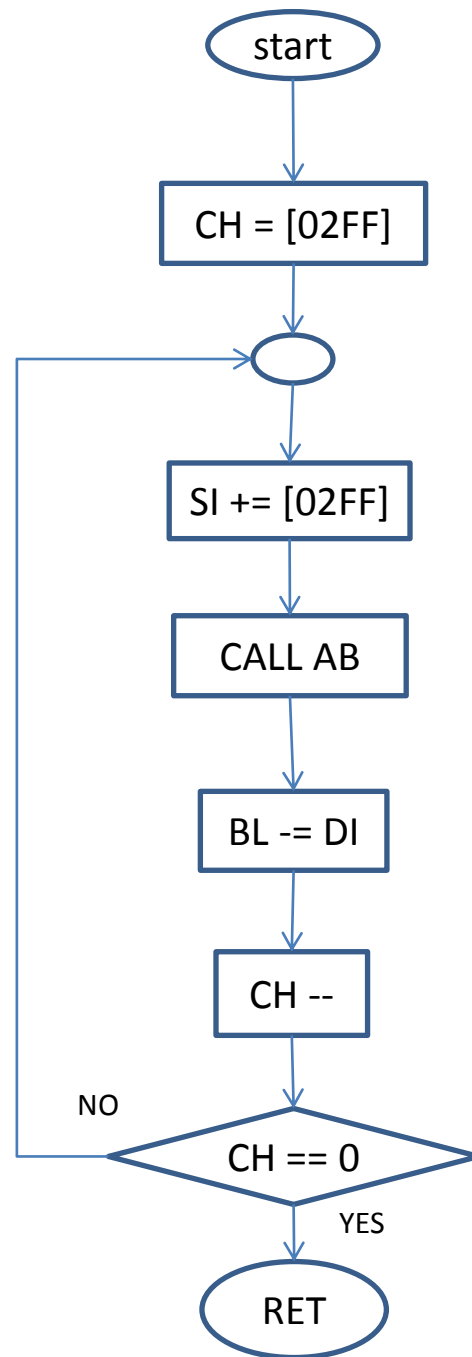 start
CH = [02FF]
SI += [02FF]
CALL AB
BL -= DI
CH --
NO
CH == 0
YES
RET